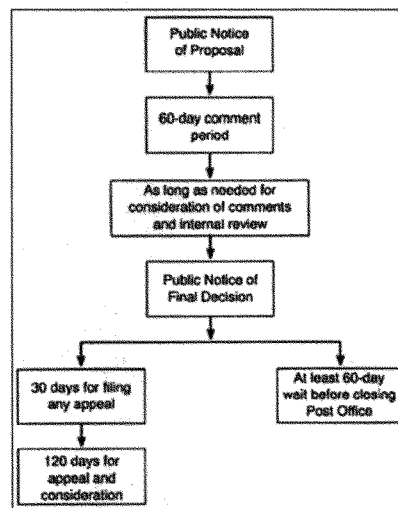 Public Notice
of Proposal
60-day comment
period
As long as needed for
consideration of comments
and internal review
Public Notice of
Final Decision
30 days for filing
any appeal
At least 60-day
wait before closing
Post Office
120 days for
appeal and
consideration